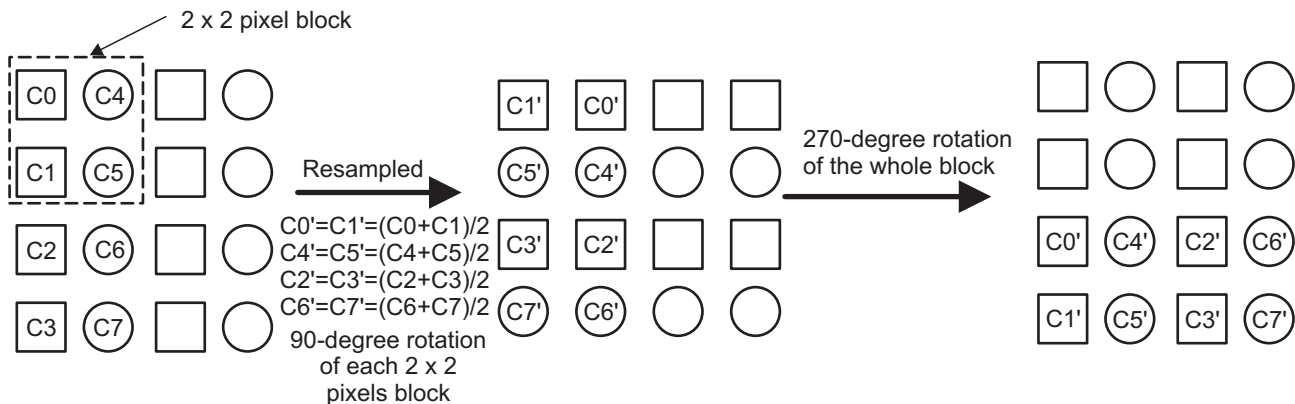 2 x 2 pixel block
C0 C4
C1 C5
C2 C6
C3 C7
Resampled
C0'=C1'=(C0+C1)/2
C4'=C5'=(C4+C5)/2
C2'=C3'=(C2+C3)/2
C6'=C7'=(C6+C7)/2
90-degree rotation
of each 2 x 2
pixels block
C1' C0'
C5' C4'
C3' C2'
C7' C6'
270-degree rotation
of the whole block
C0' C4' C2' C6'
C1' C5' C3' C7'